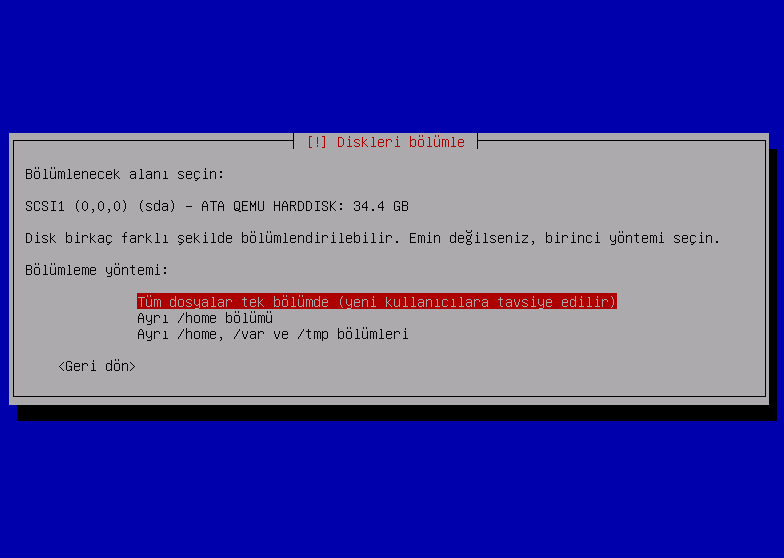 [!] Diskleri bölümle
Bölümlenecek alanı seçin:
SCSI1 (0,0,0) (sda) - ATA QEMU HARDDISK: 34.4 GB
Disk birkaç farklı şekilde bölümlendirilebilir. Emin değilseniz, birinci yöntemi seçin.
Bölümleme yöntemi:
Tüm dosyalar tek bölümde (yeni kullanıcılara tavsiye edilir)
Ayrı /home bölümü
Ayrı /home, /var ve /tmp bölümleri
<Geri dön>